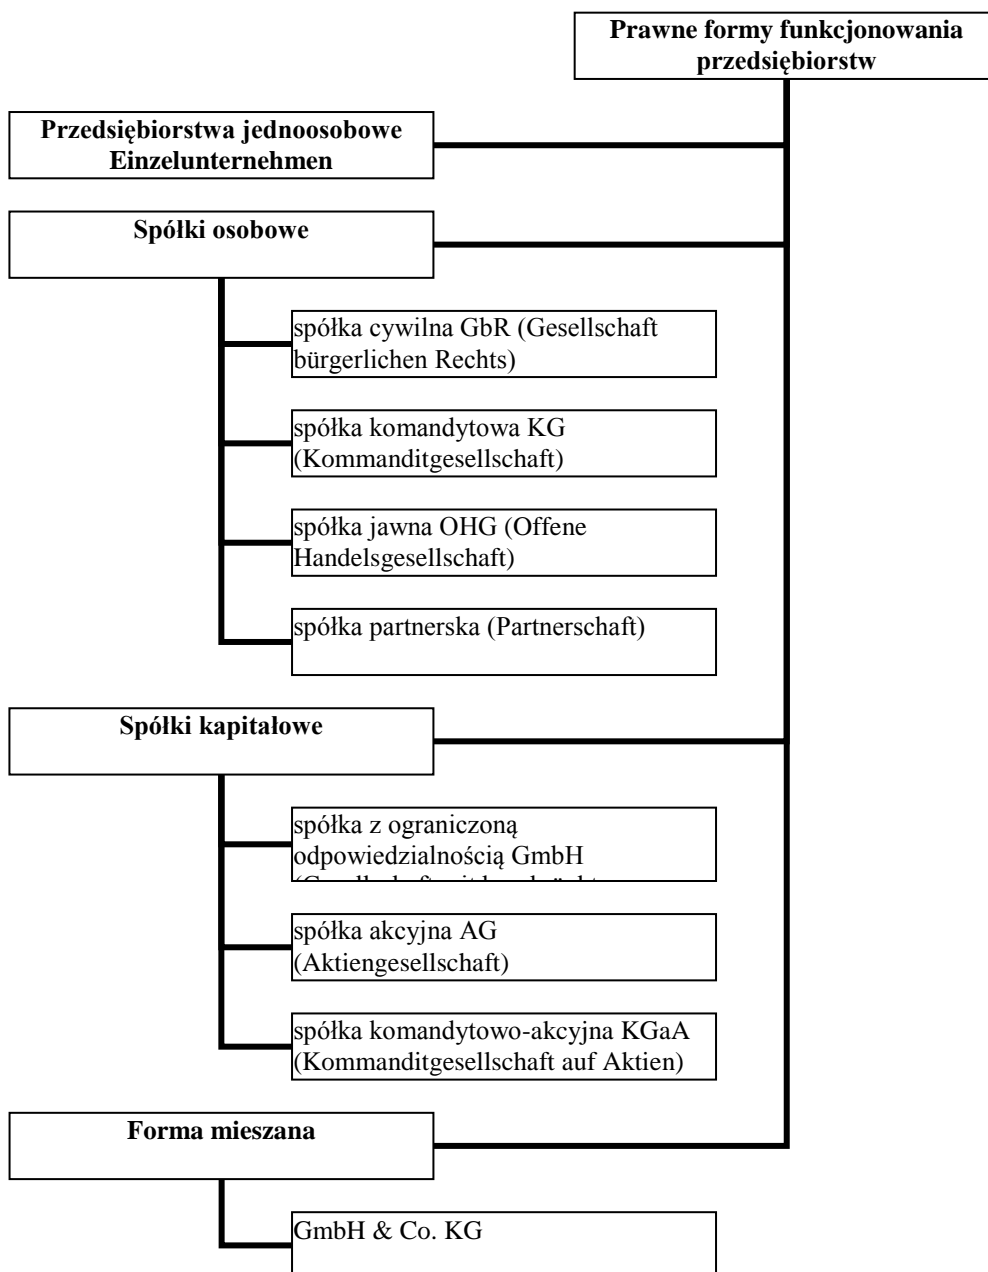 Prawne formy funkcjonowania
przedsiębiorstw
Przedsiębiorstwa jednoosobowe
Einzelunternehmen
Spółki osobowe
spółka cywilna GbR (Gesellschaft
bürgerlichen Rechts)
spółka komandytowa KG
(Kommanditgesellschaft)
spółka jawna OHG (Offene
Handelsgesellschaft)
spółka partnerska (Partnerschaft)
Spółki kapitałowe
spółka z ograniczoną
odpowiedzialnością GmbH
spółka akcyjna AG
(Aktiengesellschaft)
spółka komandytowo-akcyjna KGaA
(Kommanditgesellschaft auf Aktien)
Forma mieszana
GmbH & Co. KG